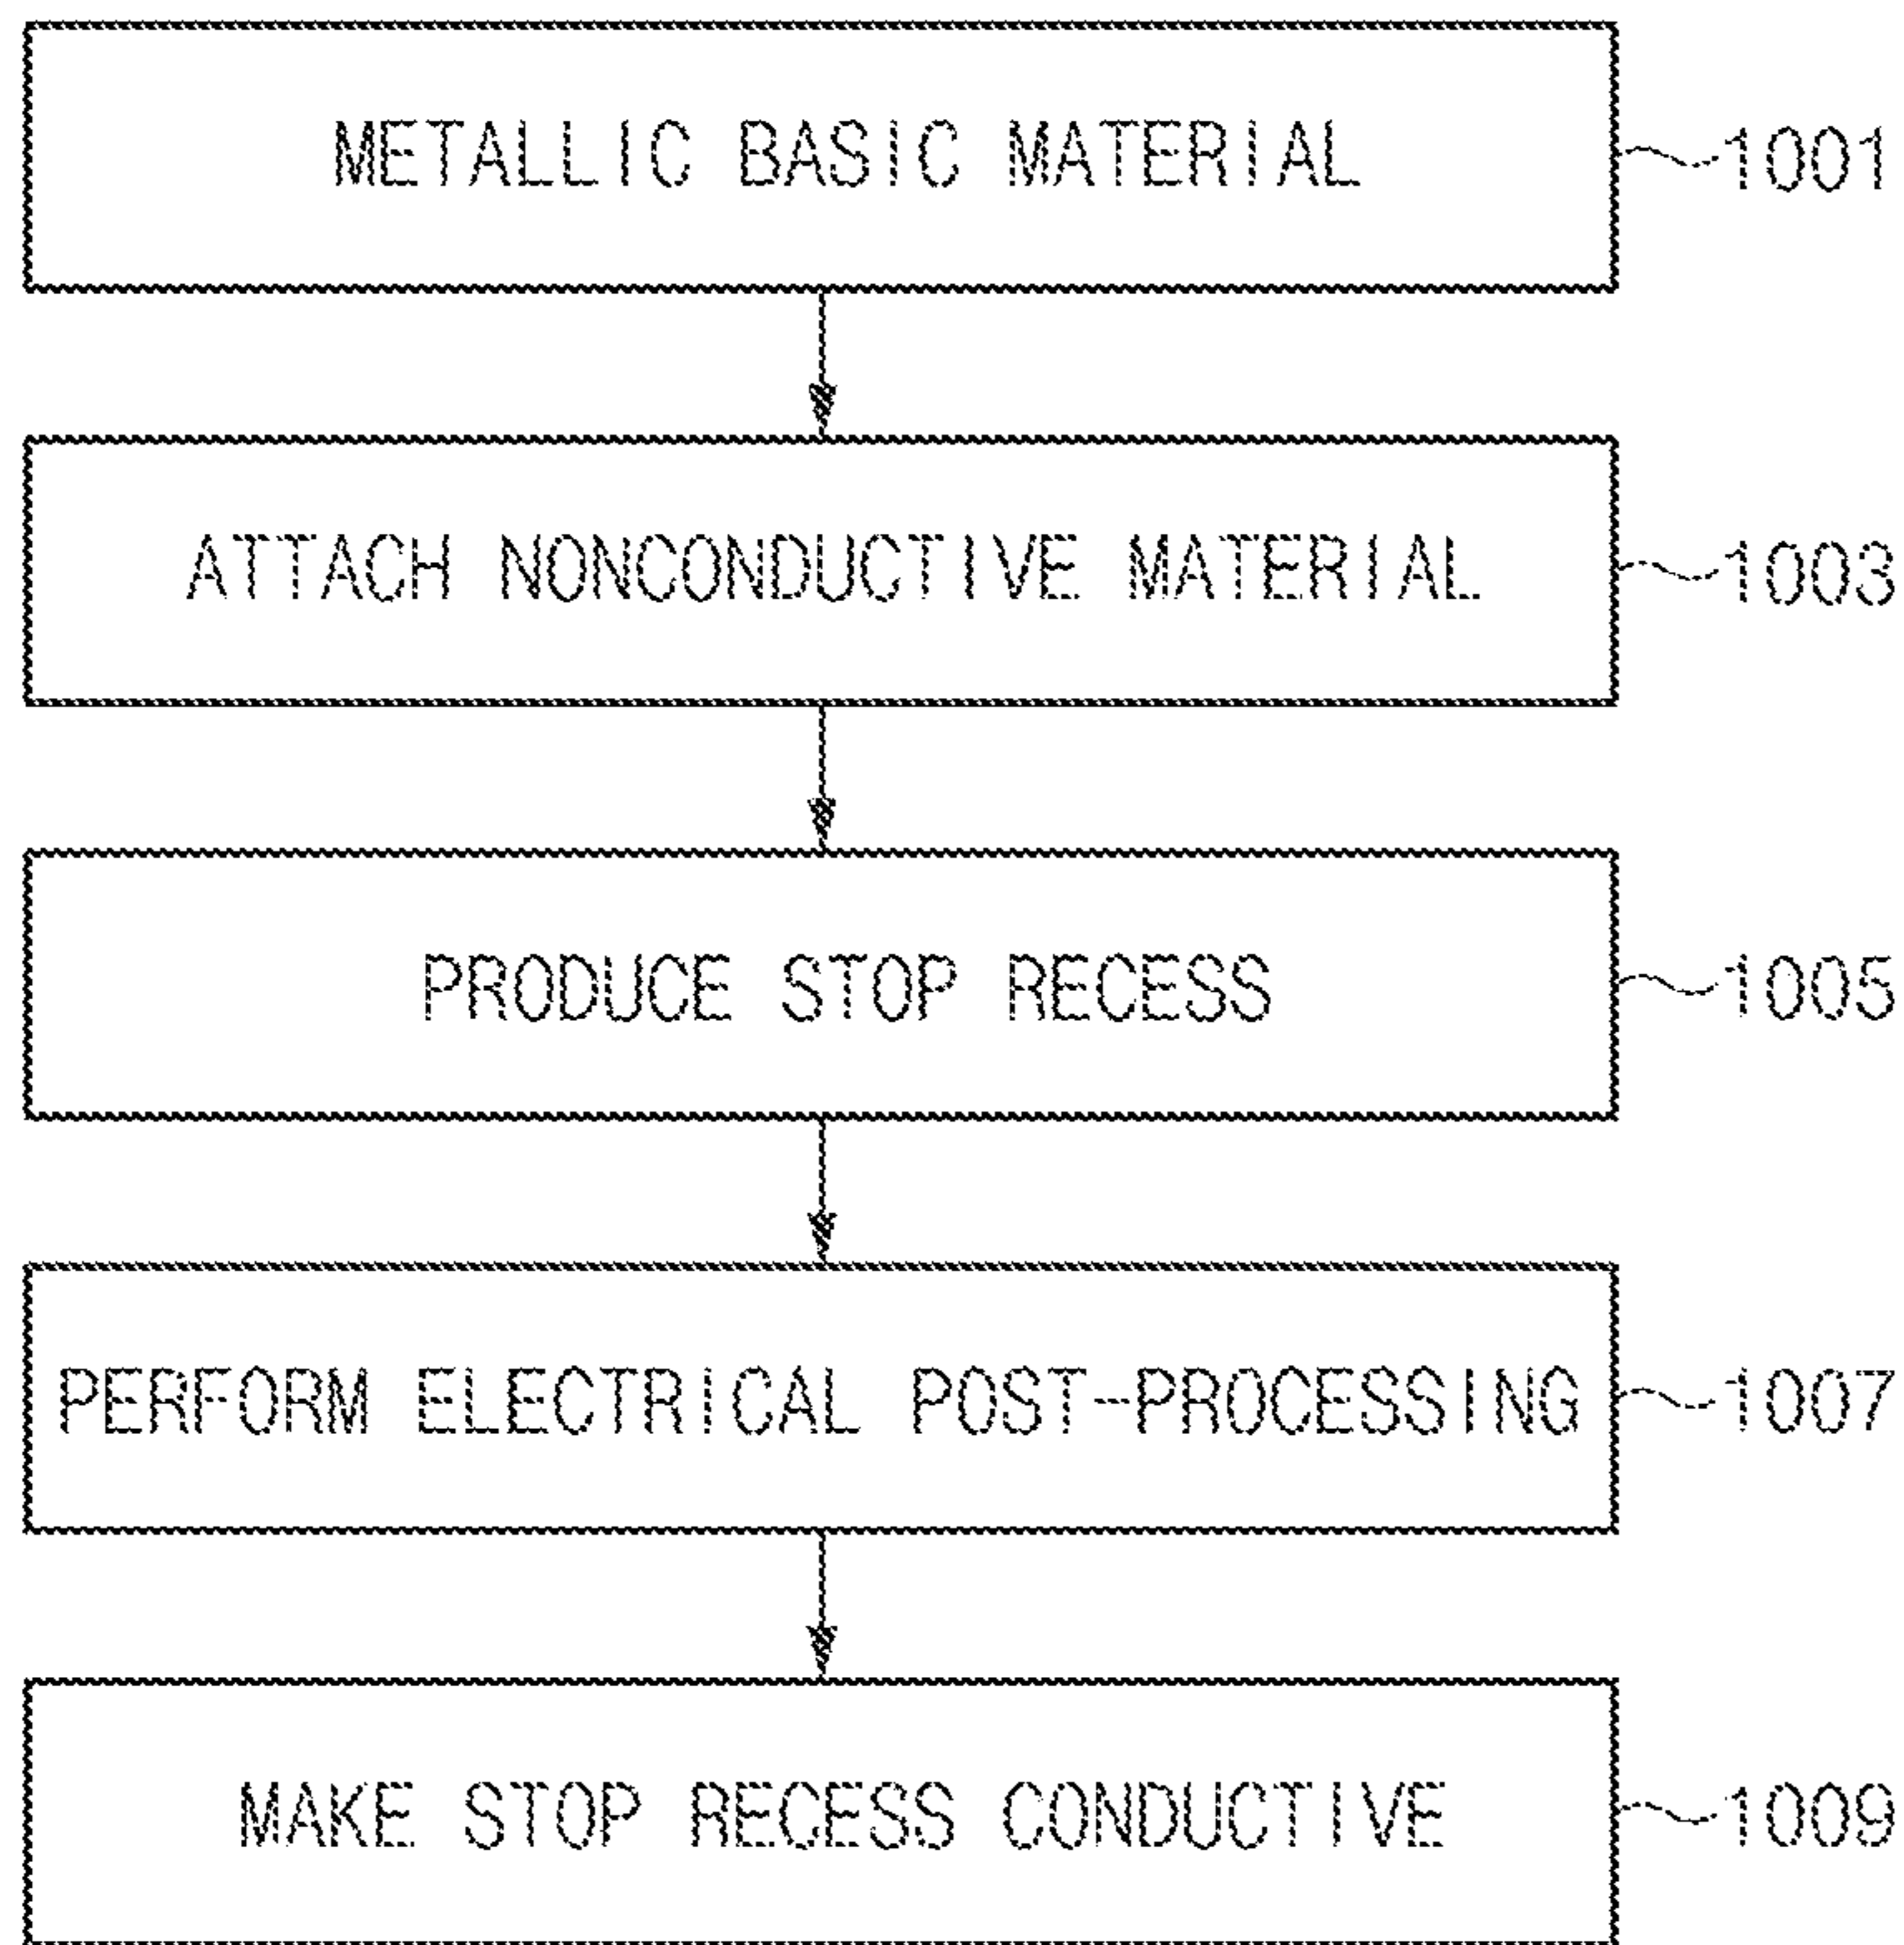 METALLIC BASIC MATERIAL 1001
ATTACH NONCONDUCTIVE MATERIAL 1003
PRODUCE STOP RECESS 1005
PERFORM ELECTRICAL POST-PROCESSING 1007
MAKE STOP RECESS CONDUCTIVE 1009